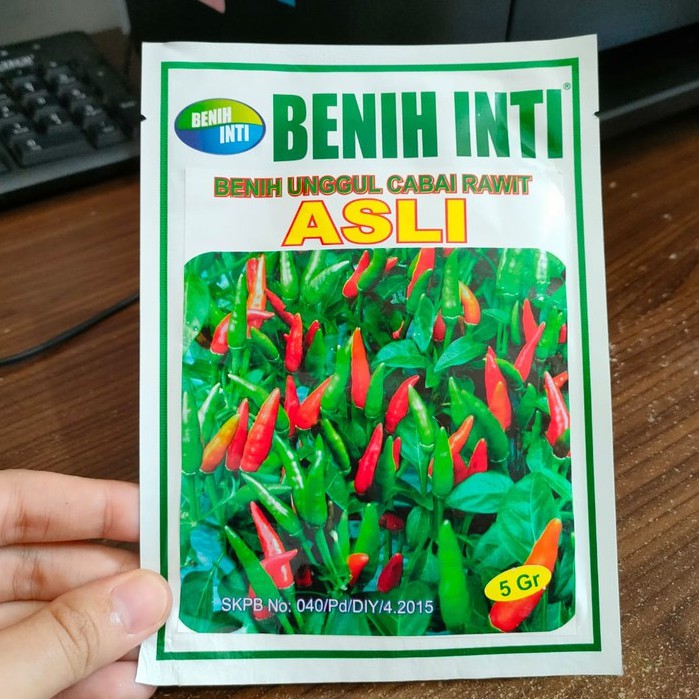 BENIH
INTI
BENIH INTI®
BENIH UNGGUL CABAI RAWIT
ASLI
5 Gr
SKPB No: 040/Pd/DIY/4.2015